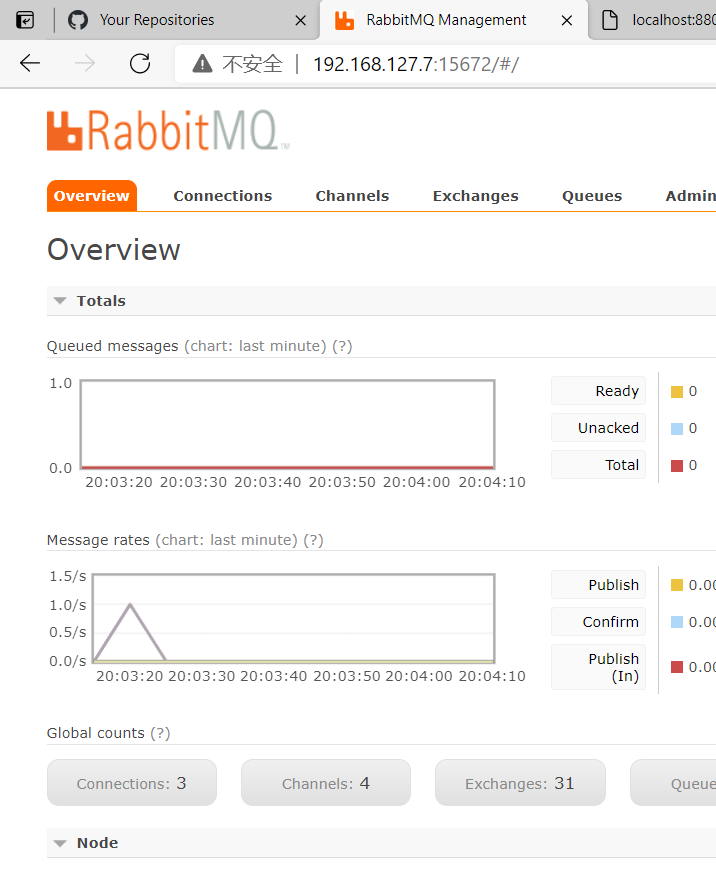 Your Repositories
RabbitMQ Management
localhost:880
不安全 | 192.168.127.7:15672/#/
RabbitMQ TM
Overview Connections Channels Exchanges Queues Admin
Overview
Totals
Queued messages (chart: last minute) (?)
1.0
0.0
20:03:20 20:03:30 20:03:40 20:03:50 20:04:00 20:04:10
Ready 0
Unacked 0
Total 0
Message rates (chart: last minute) (?)
1.5/s
1.0/s
0.5/s
0.0/s
20:03:20 20:03:30 20:03:40 20:03:50 20:04:00 20:04:10
Publish 0.00
Confirm 0.00
Publish
(In) 0.00
Global counts (?)
Connections: 3
Channels: 4
Exchanges: 31
Queue
Node